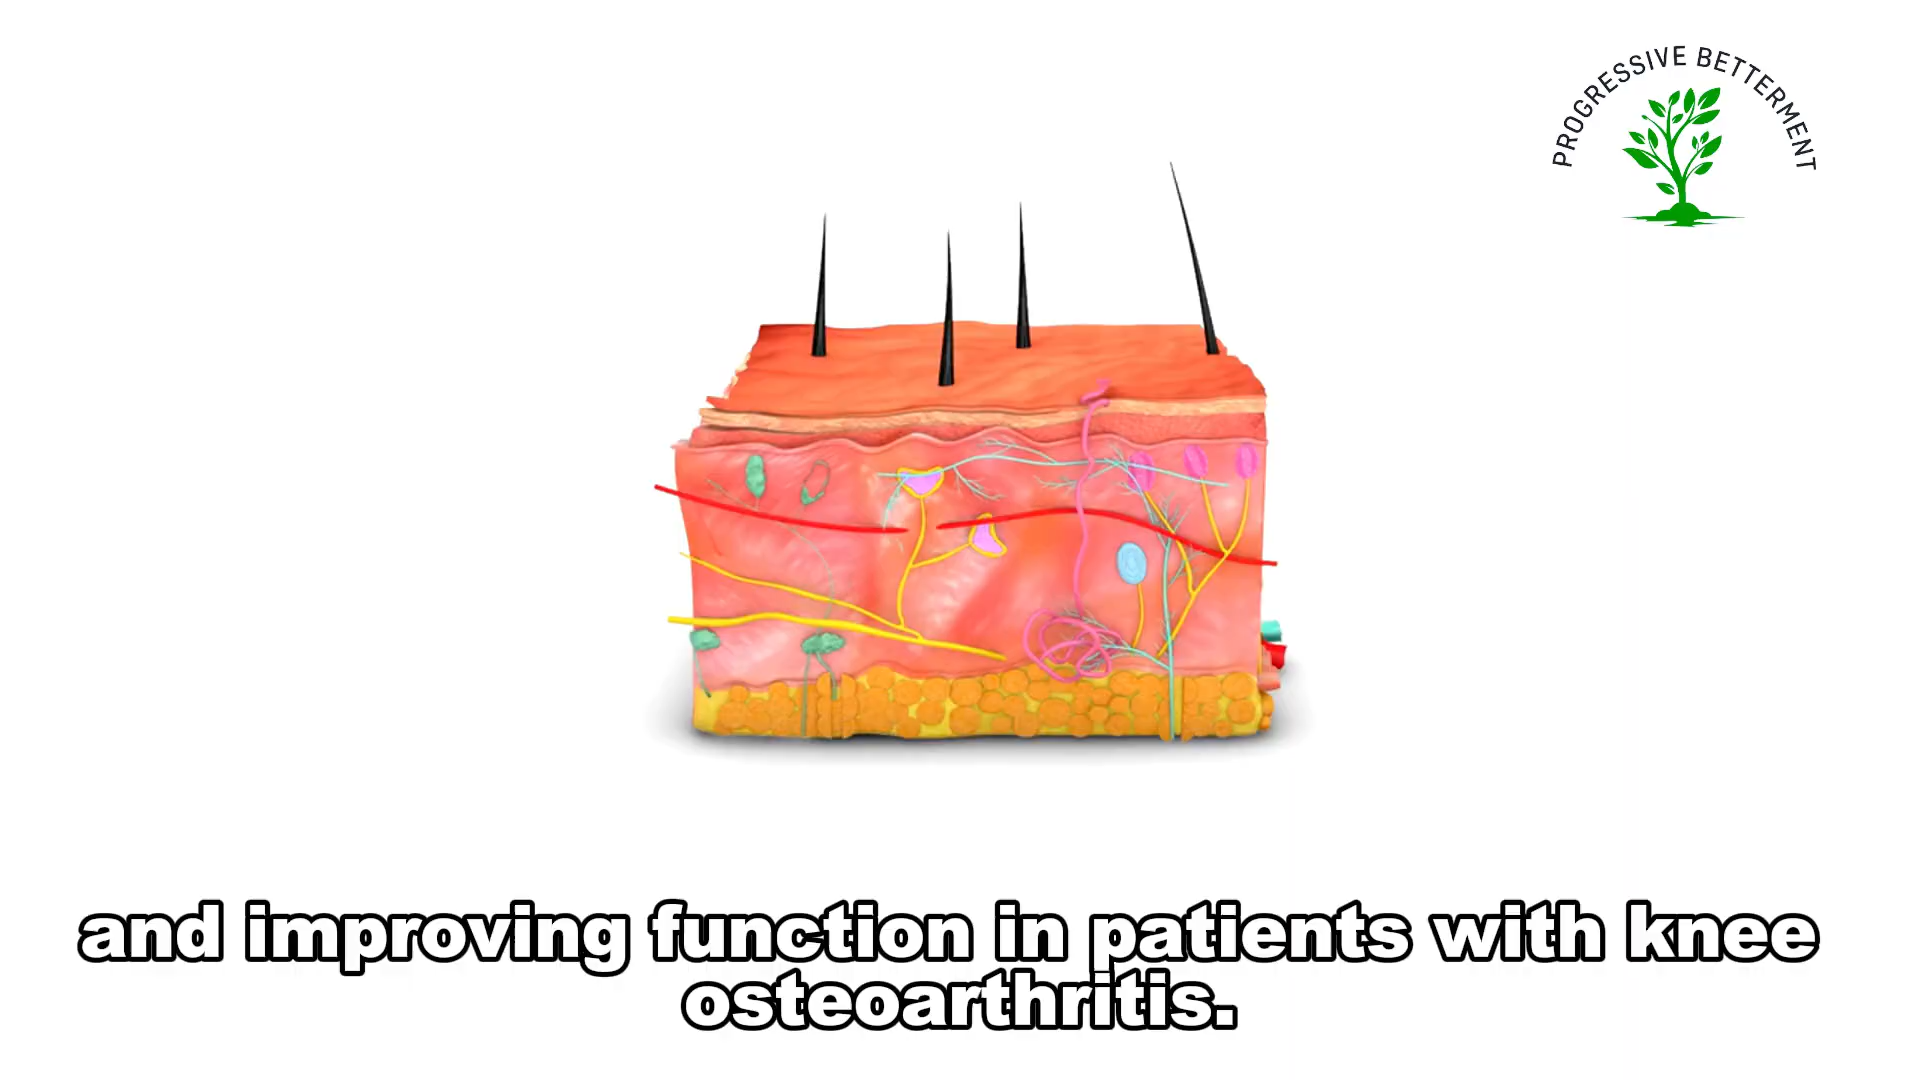 PROGRESSIVE BETTERMENT
and improving function in patients with knee
osteoarthritis.